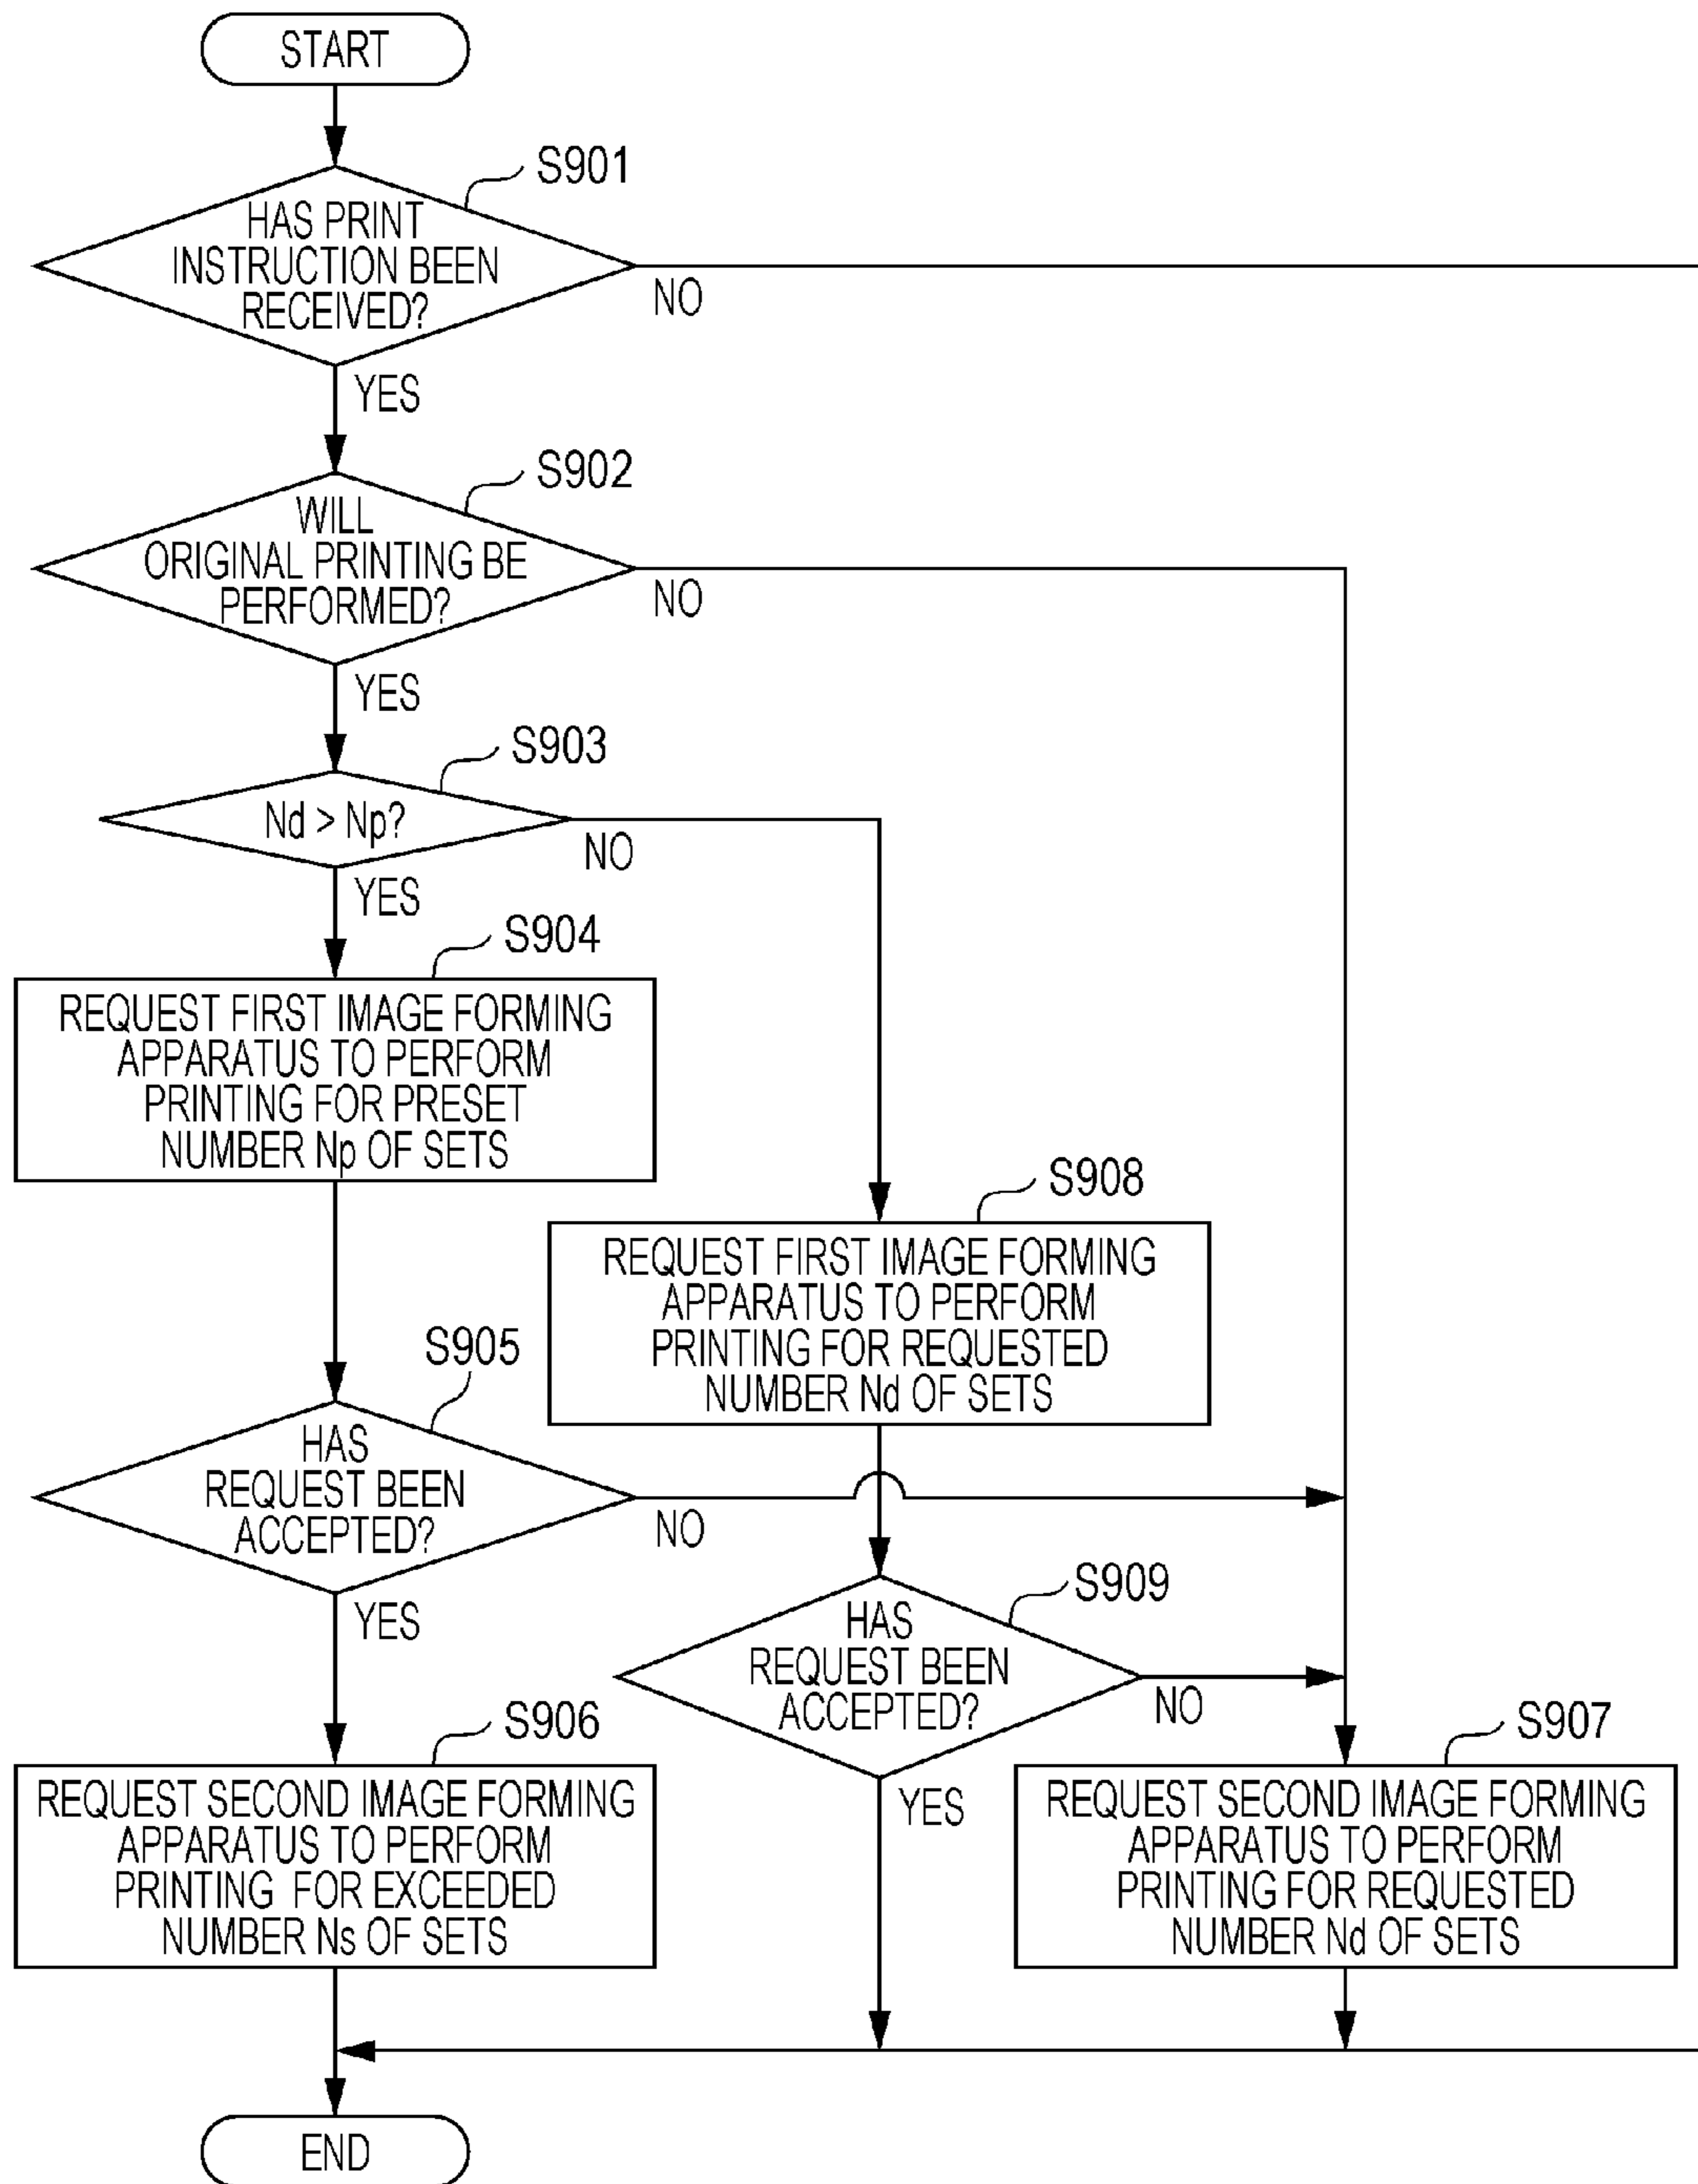 START
S901
HAS PRINT
INSTRUCTION BEEN
RECEIVED?
NO
YES
S902
WILL
ORIGINAL PRINTING BE
PERFORMED?
NO
YES
S903
Nd > Np?
NO
YES
S904
REQUEST FIRST IMAGE FORMING
APPARATUS TO PERFORM
PRINTING FOR PRESET
NUMBER Np OF SETS
S908
REQUEST FIRST IMAGE FORMING
APPARATUS TO PERFORM
PRINTING FOR REQUESTED
NUMBER Nd OF SETS
S905
HAS
REQUEST BEEN
ACCEPTED?
NO
YES
S909
HAS
REQUEST BEEN
ACCEPTED?
NO
YES
S906
REQUEST SECOND IMAGE FORMING
APPARATUS TO PERFORM
PRINTING FOR EXCEEDED
NUMBER Ns OF SETS
S907
REQUEST SECOND IMAGE FORMING
APPARATUS TO PERFORM
PRINTING FOR REQUESTED
NUMBER Nd OF SETS
END